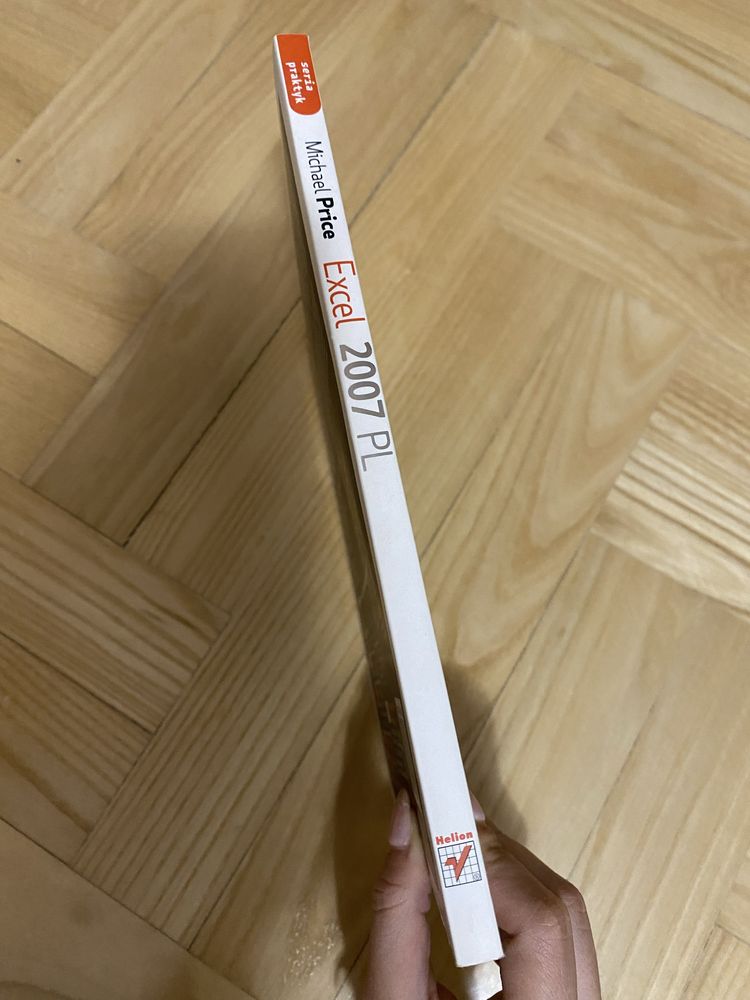 seria
praktyk
Michael Price Excel 2007 PL
Helion